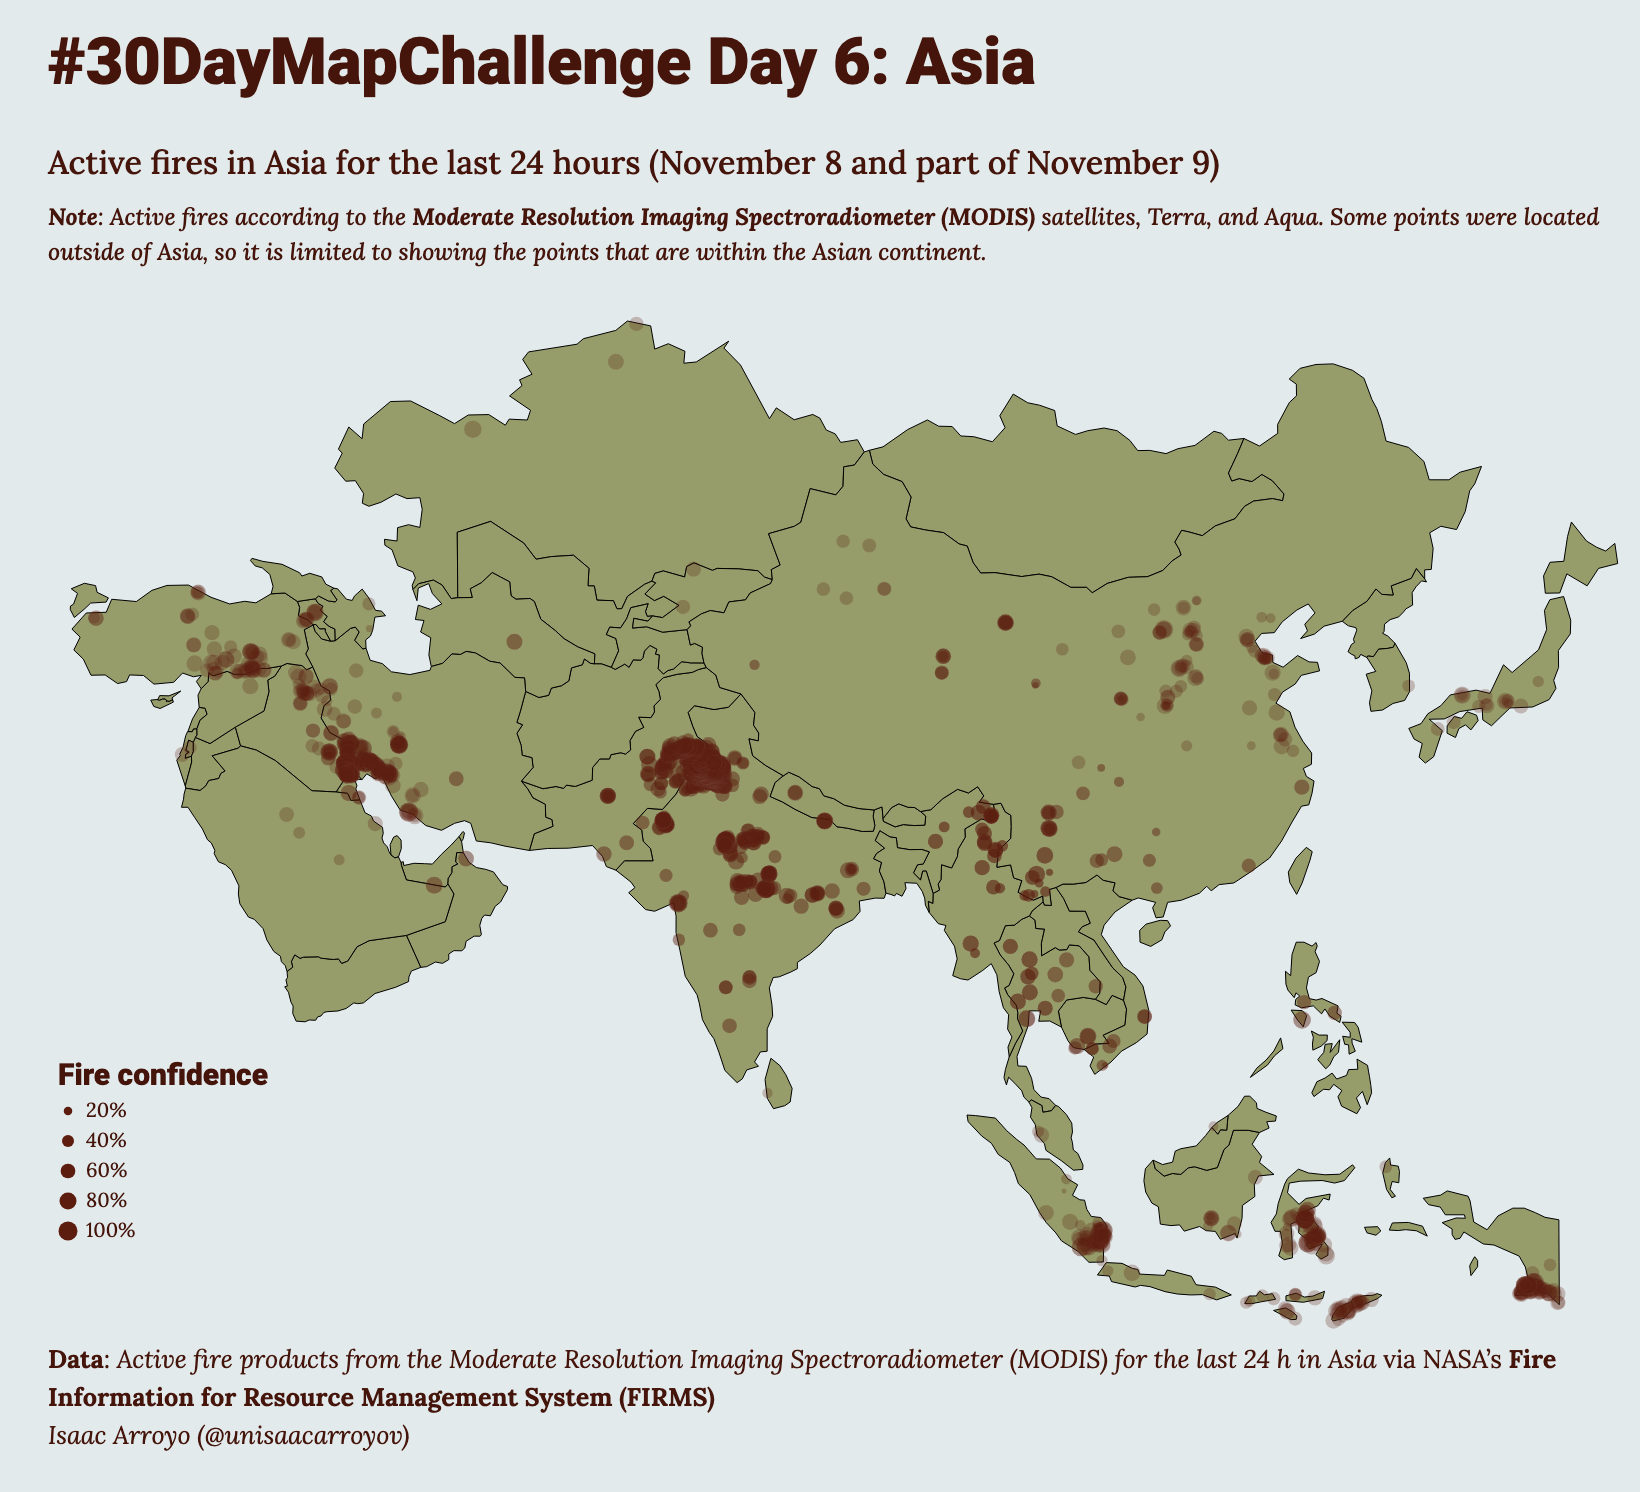 #30DayMapChallenge Day 6: Asia
Active fires in Asia for the last 24 hours (November 8 and part of November 9)
Note: Active fires according to the Moderate Resolution Imaging Spectroradiometer (MODIS) satellites, Terra, and Aqua. Some points were located
outside of Asia, so it is limited to showing the points that are within the Asian continent.
Fire confidence
20%
40%
60%
80%
100%
Data: Active fire products from the Moderate Resolution Imaging Spectroradiometer (MODIS) for the last 24 h in Asia via NASA’s Fire
Information for Resource Management System (FIRMS)
Isaac Arroyo (@unisaacarroyov)